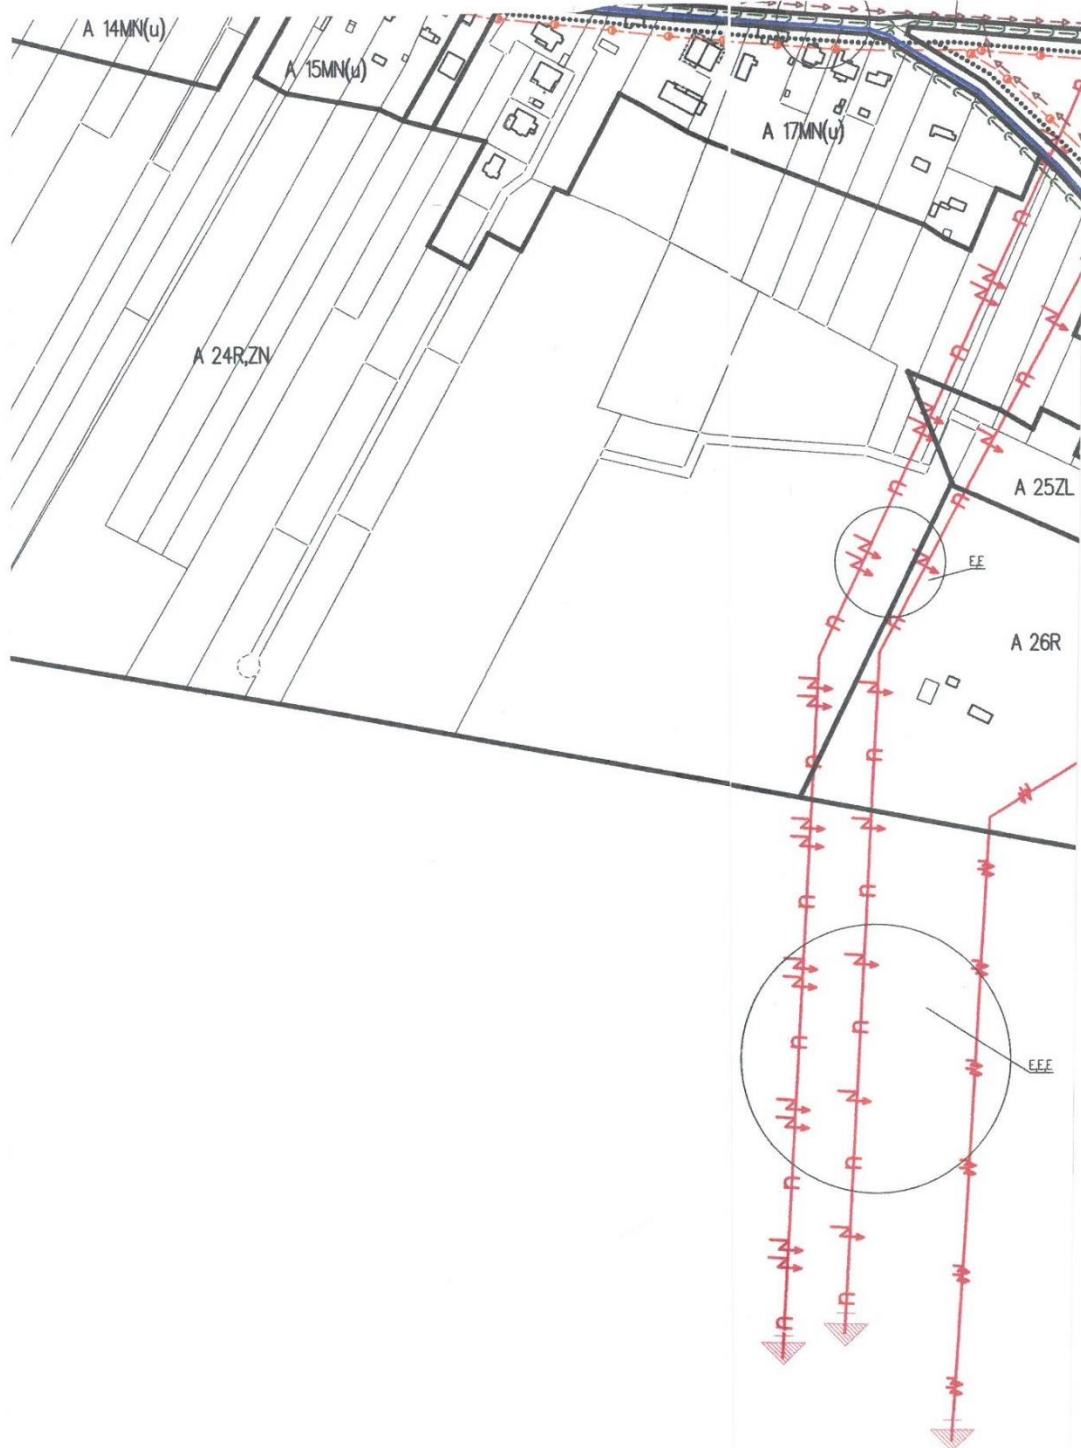 A 14MN(u)
A 15MN(u)
A 17MN(u)
A 24R,ZN
A 25ZL
E,E
A 26R
E,E,E